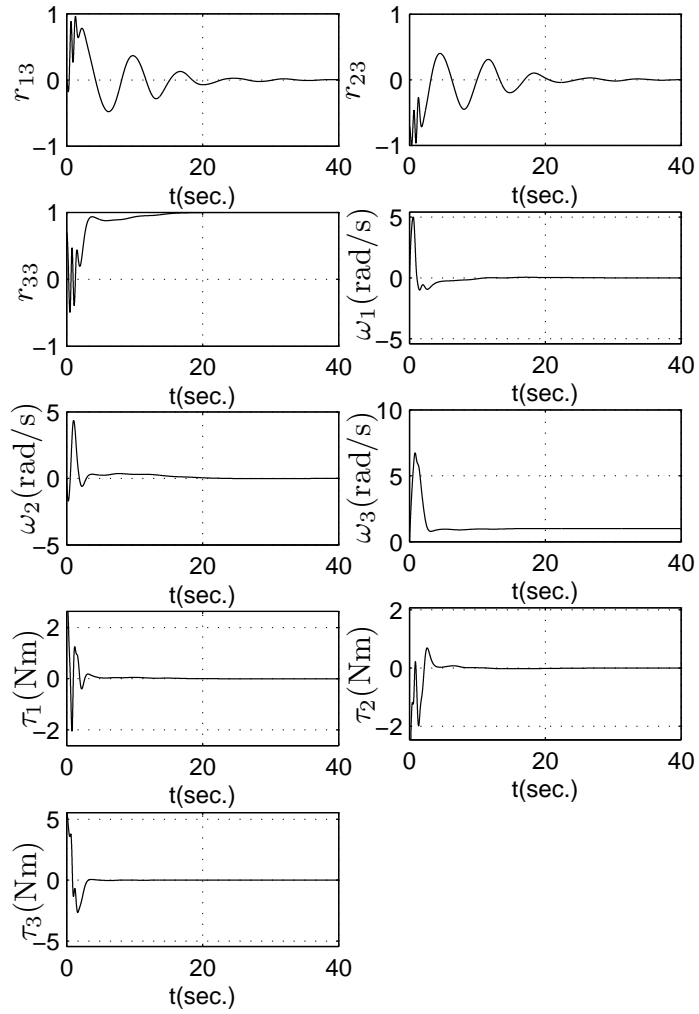 1 1
r13 0 r23 0
−1 −1
0 20 40 0 20 40
t(sec.) t(sec.)
1 5
r33 0 ω1(rad/s) 0
−1 −5
0 20 40 0 20 40
t(sec.) t(sec.)
5 10
ω2(rad/s) 0 ω3(rad/s) 5
−5 0
0 20 40 0 20 40
t(sec.) t(sec.)
2 2
τ1(Nm) 0 τ2(Nm) 0
−2 −2
0 20 40 0 20 40
t(sec.) t(sec.)
5
τ3(Nm) 0
−5
0 20 40
t(sec.)